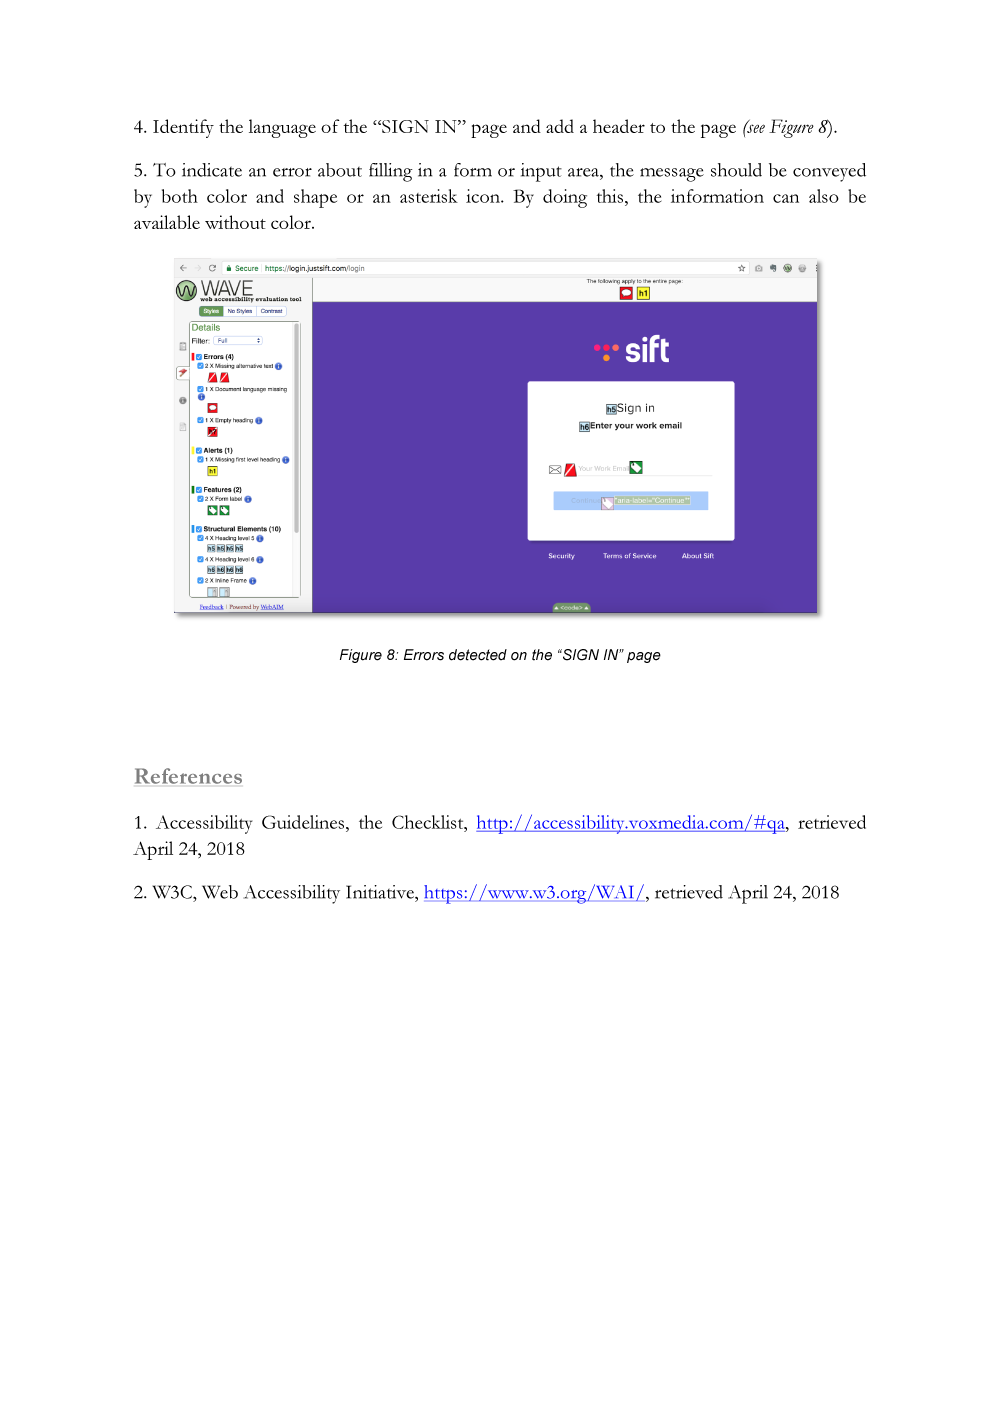 4. Identify the language of the “SIGN IN” page and add a header to the page (see Figure 8).
5. To indicate an error about filling in a form or input area, the message should be conveyed
by both color and shape or an asterisk icon. By doing this, the information can also be
available without color.
Secure https://login.justsift.com/login
WAVE
web accessibility evaluation tool
Styles No Styles Contrast
Details
Filter: Full
Errors (4)
2 X Missing alternative text
1 X Document language missing
1 X Empty heading
Alerts (1)
1 X Missing first level heading
h1
Features (2)
2 X Form label
Structural Elements (10)
4 X Heading level 5
h5 h5 h5 h5
4 X Heading level 6
h6 h6 h6 h6
2 X Inline Frame
Feedback | Powered by WebAIM
The following apply to the entire page:
h1
sift
h5 Sign in
h6 Enter your work email
Your Work Email
Continue *aria-label="Continue"*
Security Terms of Service About Sift
<code>
Figure 8: Errors detected on the “SIGN IN” page
References
1. Accessibility Guidelines, the Checklist, http://accessibility.voxmedia.com/#qa, retrieved
April 24, 2018
2. W3C, Web Accessibility Initiative, https://www.w3.org/WAI/, retrieved April 24, 2018